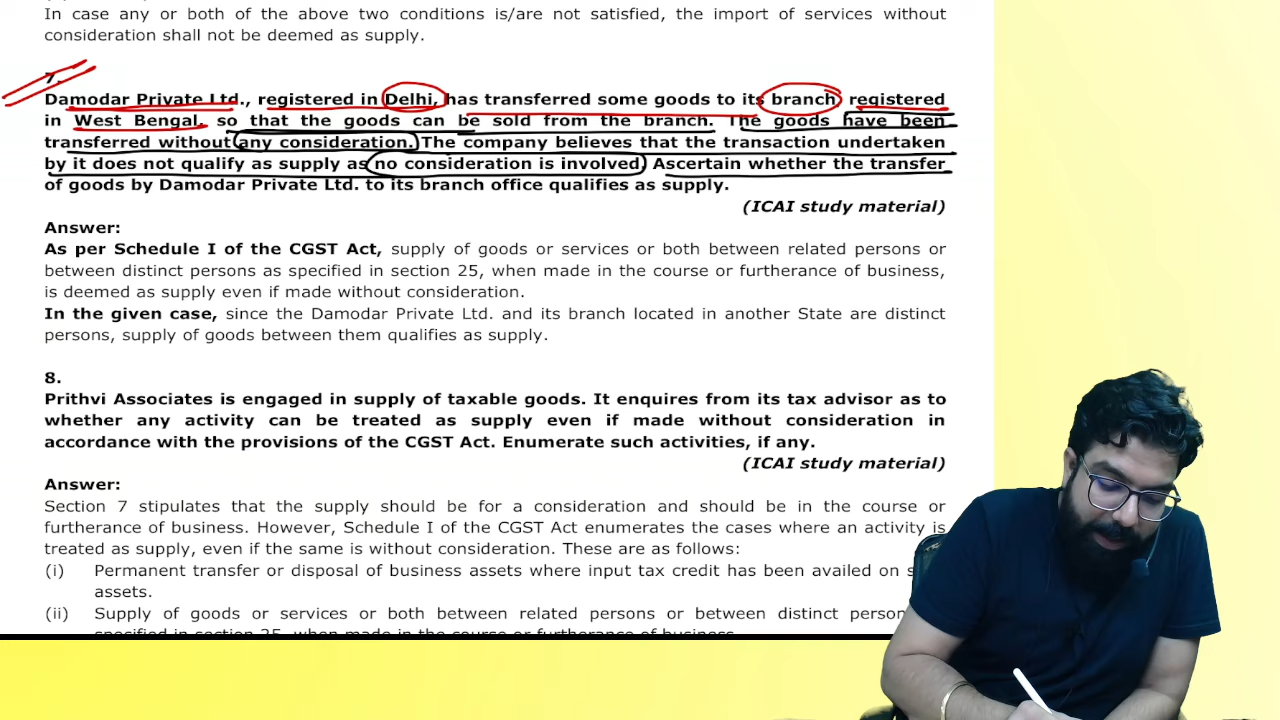 In case any or both of the above two conditions is/are not satisfied, the import of services without
consideration shall not be deemed as supply.
7.
Damodar Private Ltd., registered in Delhi, has transferred some goods to its branch registered
in West Bengal, so that the goods can be sold from the branch. The goods have been
transferred without any consideration. The company believes that the transaction undertaken
by it does not qualify as supply as no consideration is involved. Ascertain whether the transfer
of goods by Damodar Private Ltd. to its branch office qualifies as supply.
(ICAI study material)
Answer:
As per Schedule I of the CGST Act, supply of goods or services or both between related persons or
between distinct persons as specified in section 25, when made in the course or furtherance of business,
is deemed as supply even if made without consideration.
In the given case, since the Damodar Private Ltd. and its branch located in another State are distinct
persons, supply of goods between them qualifies as supply.
8.
Prithvi Associates is engaged in supply of taxable goods. It enquires from its tax advisor as to
whether any activity can be treated as supply even if made without consideration in
accordance with the provisions of the CGST Act. Enumerate such activities, if any.
(ICAI study material)
Answer:
Section 7 stipulates that the supply should be for a consideration and should be in the course or
furtherance of business. However, Schedule I of the CGST Act enumerates the cases where an activity is
treated as supply, even if the same is without consideration. These are as follows:
(i) Permanent transfer or disposal of business assets where input tax credit has been availed on
assets.
(ii) Supply of goods or services or both between related persons or between distinct
specified in section 25, when made in the course or furtherance of business.